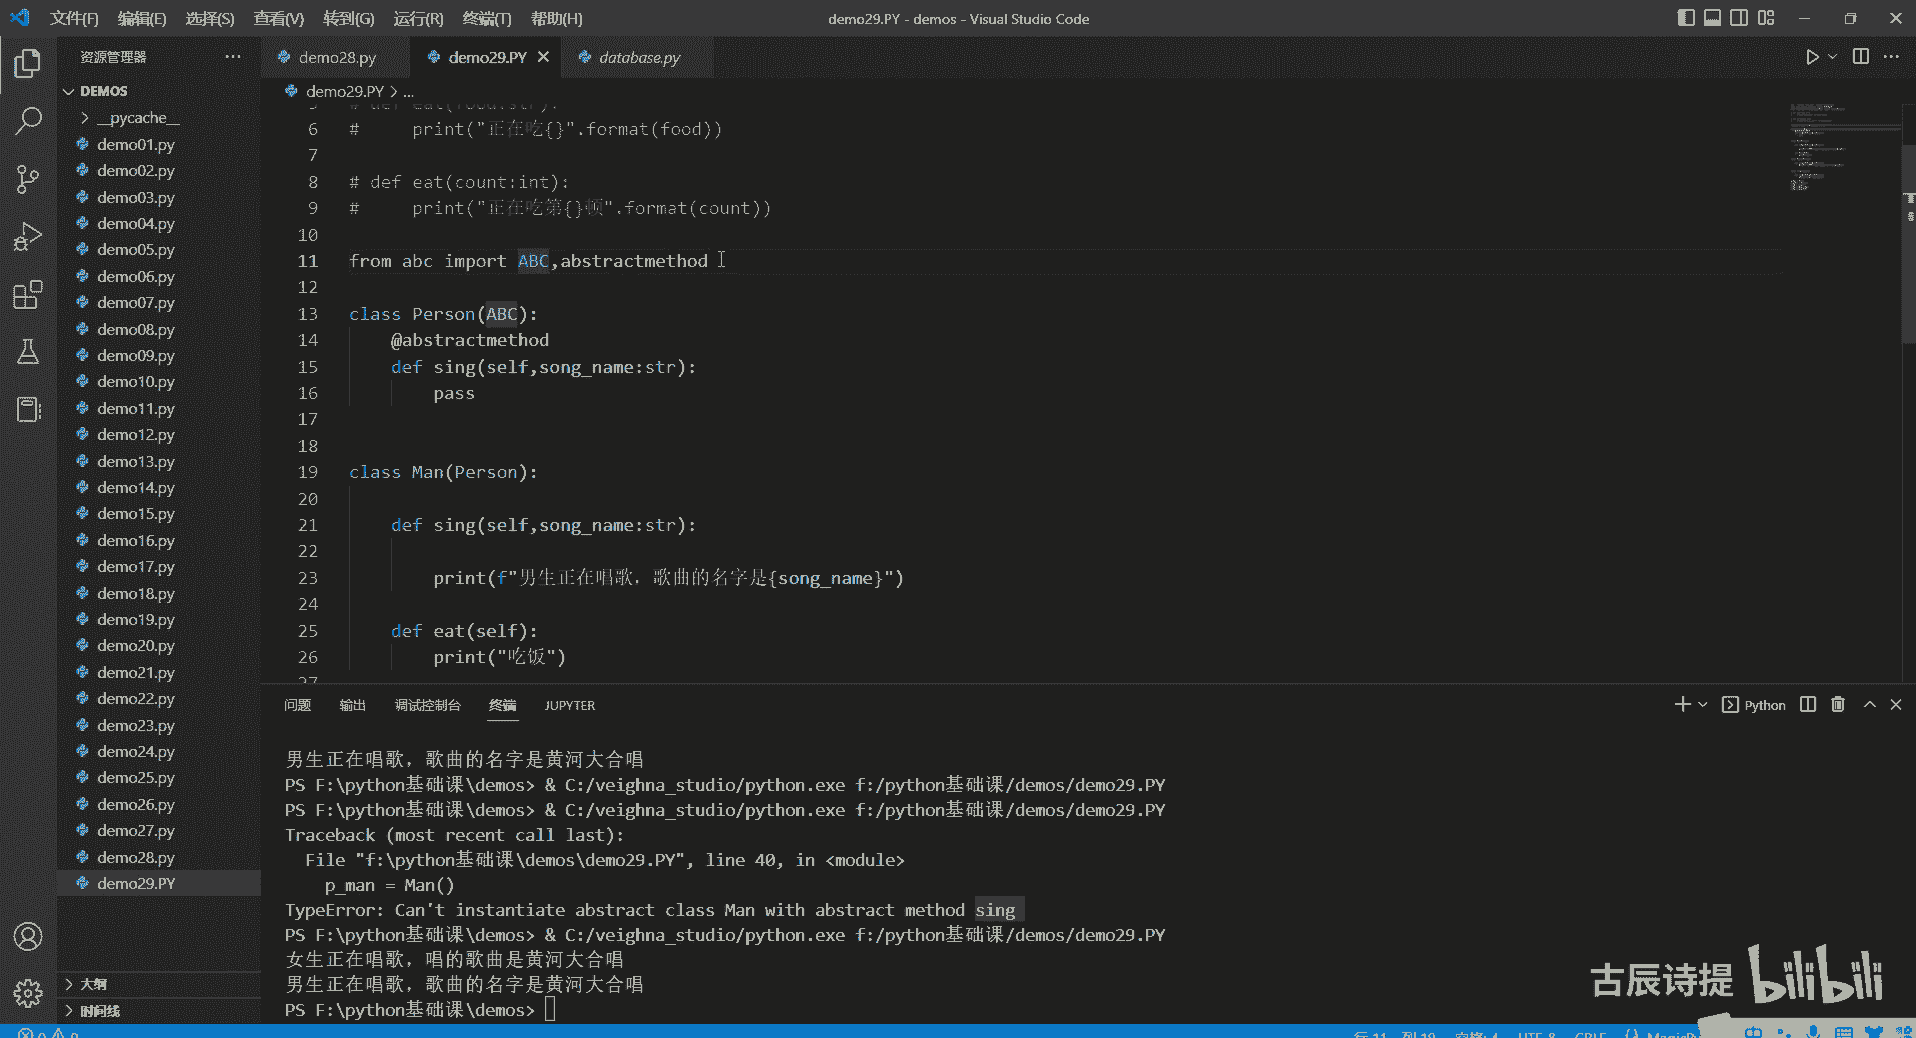 文件(F) 编辑(E) 选择(S) 查看(V) 转到(G) 运行(R) 终端(T) 帮助(H)
demo29.PY - demos - Visual Studio Code
资源管理器
DEMOS
__pycache__
demo01.py
demo02.py
demo03.py
demo04.py
demo05.py
demo06.py
demo07.py
demo08.py
demo09.py
demo10.py
demo11.py
demo12.py
demo13.py
demo14.py
demo15.py
demo16.py
demo17.py
demo18.py
demo19.py
demo20.py
demo21.py
demo22.py
demo23.py
demo24.py
demo25.py
demo26.py
demo27.py
demo28.py
demo29.PY
大纲
时间线
demo28.py demo29.PY database.py
demo29.PY > ...
6 # print("正在吃{}".format(food))
7
8 # def eat(count:int):
9 # print("正在吃第{}顿".format(count))
10
11 from abc import ABC,abstractmethod
12
13 class Person(ABC):
14 @abstractmethod
15 def sing(self,song_name:str):
16 pass
17
18
19 class Man(Person):
20
21 def sing(self,song_name:str):
22
23 print(f"男生正在唱歌，歌曲的名字是{song_name}")
24
25 def eat(self):
26 print("吃饭")
问题 输出 调试控制台 终端 JUPYTER
Python
男生正在唱歌，歌曲的名字是黄河大合唱
PS F:\python基础课\demos> & C:/veighna_studio/python.exe f:/python基础课/demos/demo29.PY
PS F:\python基础课\demos> & C:/veighna_studio/python.exe f:/python基础课/demos/demo29.PY
Traceback (most recent call last):
File "f:\python基础课\demos\demo29.PY", line 40, in <module>
p_man = Man()
TypeError: Can't instantiate abstract class Man with abstract method sing
PS F:\python基础课\demos> & C:/veighna_studio/python.exe f:/python基础课/demos/demo29.PY
女生正在唱歌，唱的歌曲是黄河大合唱
男生正在唱歌，歌曲的名字是黄河大合唱
PS F:\python基础课\demos>
古辰诗提 bilibili